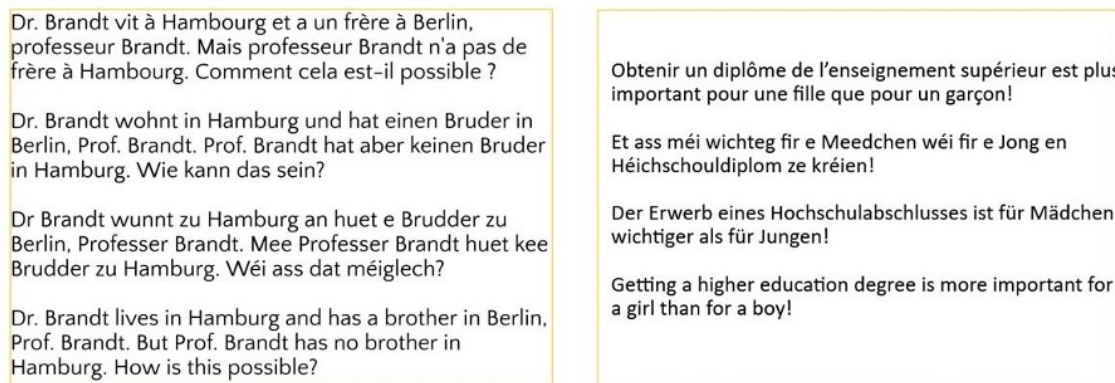 Dr. Brandt vit à Hambourg et a un frère à Berlin,
professeur Brandt. Mais professeur Brandt n'a pas de
frère à Hambourg. Comment cela est-il possible ?
Dr. Brandt wohnt in Hamburg und hat einen Bruder in
Berlin, Prof. Brandt. Prof. Brandt hat aber keinen Bruder
in Hamburg. Wie kann das sein?
Dr Brandt wunnt zu Hamburg an huet e Brudder zu
Berlin, Professer Brandt. Mee Professer Brandt huet kee
Brudder zu Hamburg. Wéi ass dat méiglech?
Dr. Brandt lives in Hamburg and has a brother in Berlin,
Prof. Brandt. But Prof. Brandt has no brother in
Hamburg. How is this possible?
Obtenir un diplôme de l’enseignement supérieur est plus
important pour une fille que pour un garçon!
Et ass méi wichteg fir e Meedchen wéi fir e Jong en
Héichschouldiplom ze kréien!
Der Erwerb eines Hochschulabschlusses ist für Mädchen
wichtiger als für Jungen!
Getting a higher education degree is more important for
a girl than for a boy!